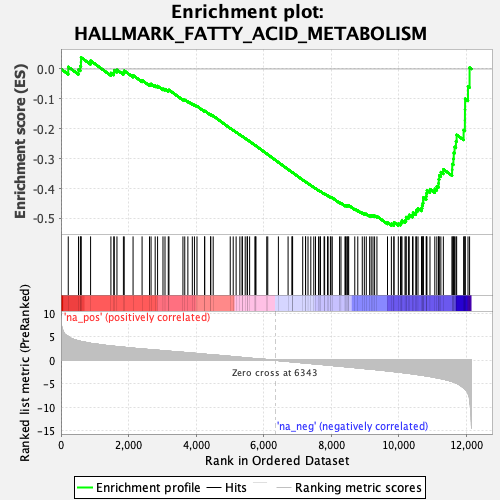 Enrichment plot:
HALLMARK_FATTY_ACID_METABOLISM
Enrichment score (ES)
0.0
-0.1
-0.2
-0.3
-0.4
-0.5
Ranked list metric (PreRanked)
10
5
0
-5
-10
-15
'na_pos' (positively correlated)
Zero cross at 6343
'na_neg' (negatively correlated)
0
2,000
4,000
6,000
8,000
10,000
12,000
Rank in Ordered Dataset
Enrichment profile
Hits
Ranking metric scores